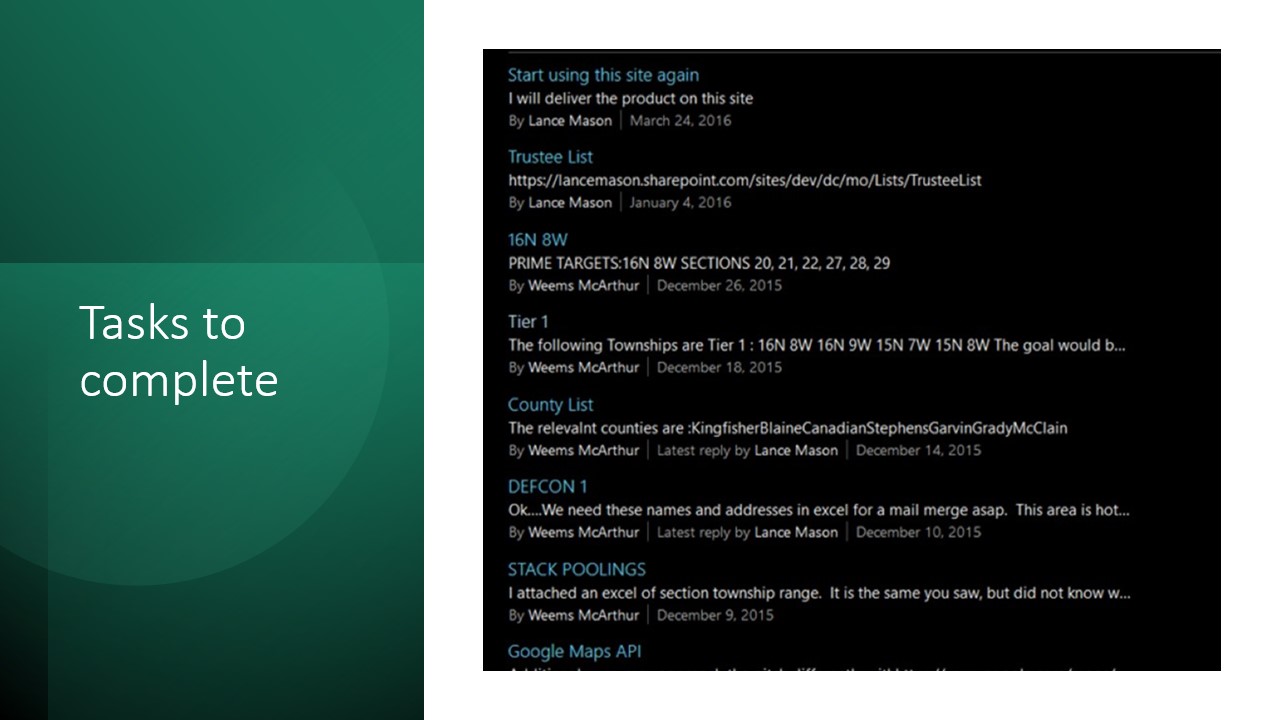 Tasks to
complete
Start using this site again
I will deliver the product on this site
By Lance Mason | March 24, 2016
Trustee List
https://lancemason.sharepoint.com/sites/dev/dc/mo/Lists/TrusteeList
By Lance Mason | January 4, 2016
16N 8W
PRIME TARGETS:16N 8W SECTIONS 20, 21, 22, 27, 28, 29
By Weems McArthur | December 26, 2015
Tier 1
The following Townships are Tier 1 : 16N 8W 16N 9W 15N 7W 15N 8W The goal would b...
By Weems McArthur | December 18, 2015
County List
The relevalnt counties are :KingfisherBlaineCanadianStephensGarvinGradyMcClain
By Weems McArthur | Latest reply by Lance Mason | December 14, 2015
DEFCON 1
Ok....We need these names and addresses in excel for a mail merge asap. This area is hot...
By Weems McArthur | Latest reply by Lance Mason | December 10, 2015
STACK POOLINGS
I attached an excel of section township range. It is the same you saw, but did not know w...
By Weems McArthur | December 9, 2015
Google Maps API